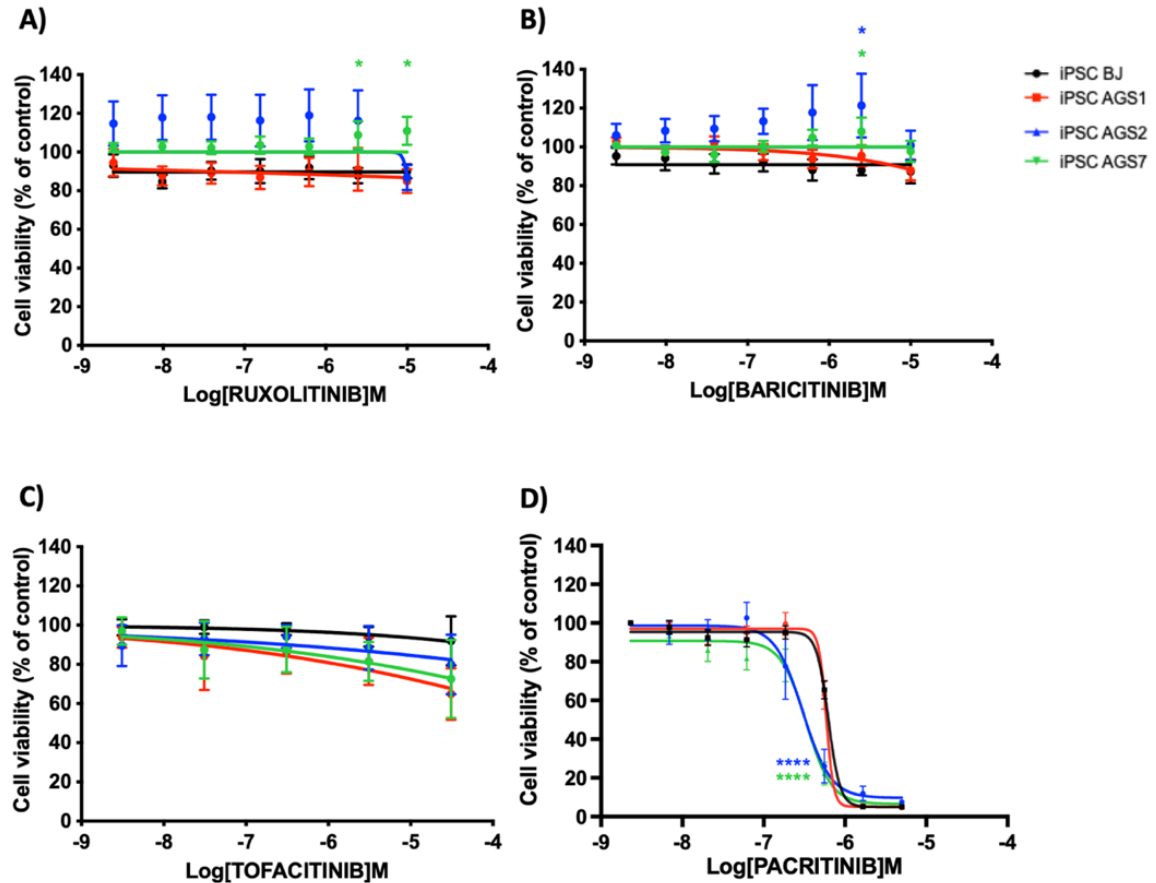 A)
B)
Cell viability (% of control)
140
120
100
80
60
40
20
0
* *
-9 -8 -7 -6 -5 -4
Log[RUXOLITINIB]M
Cell viability (% of control)
140
120
100
80
60
40
20
0
*
*
-9 -8 -7 -6 -5 -4
Log[BARICITINIB]M
iPSC BJ
iPSC AGS1
iPSC AGS2
iPSC AGS7
C)
D)
Cell viability (% of control)
140
120
100
80
60
40
20
0
-9 -8 -7 -6 -5 -4
Log[TOFACITINIB]M
Cell viability (% of control)
140
120
100
80
60
40
20
0
****
****
-9 -8 -7 -6 -5 -4
Log[PACRITINIB]M